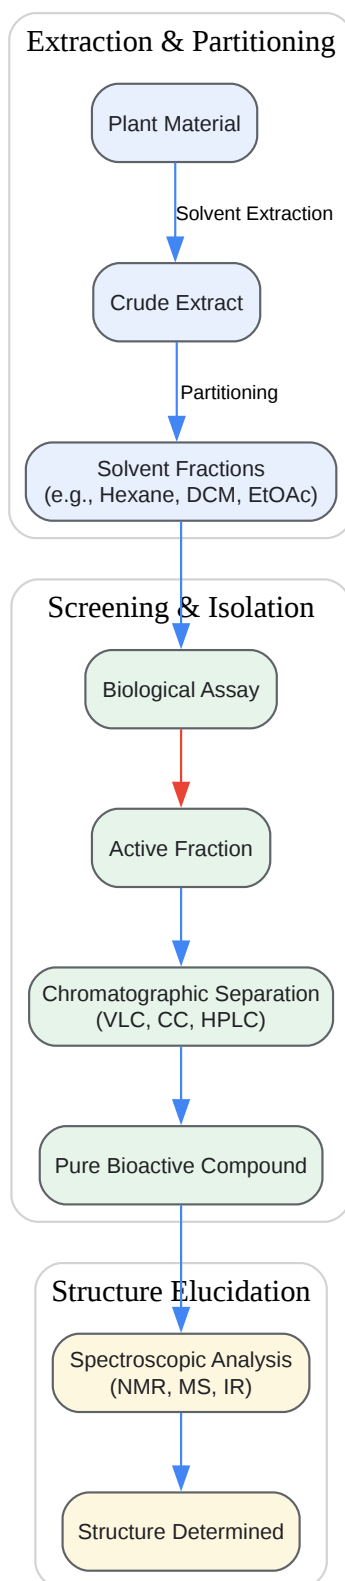 Extraction & Partitioning
Plant Material
Solvent Extraction
Crude Extract
Partitioning
Solvent Fractions
(e.g., Hexane, DCM, EtOAc)
Screening & Isolation
Biological Assay
Active Fraction
Chromatographic Separation
(VLC, CC, HPLC)
Pure Bioactive Compound
Structure Elucidation
Spectroscopic Analysis
(NMR, MS, IR)
Structure Determined